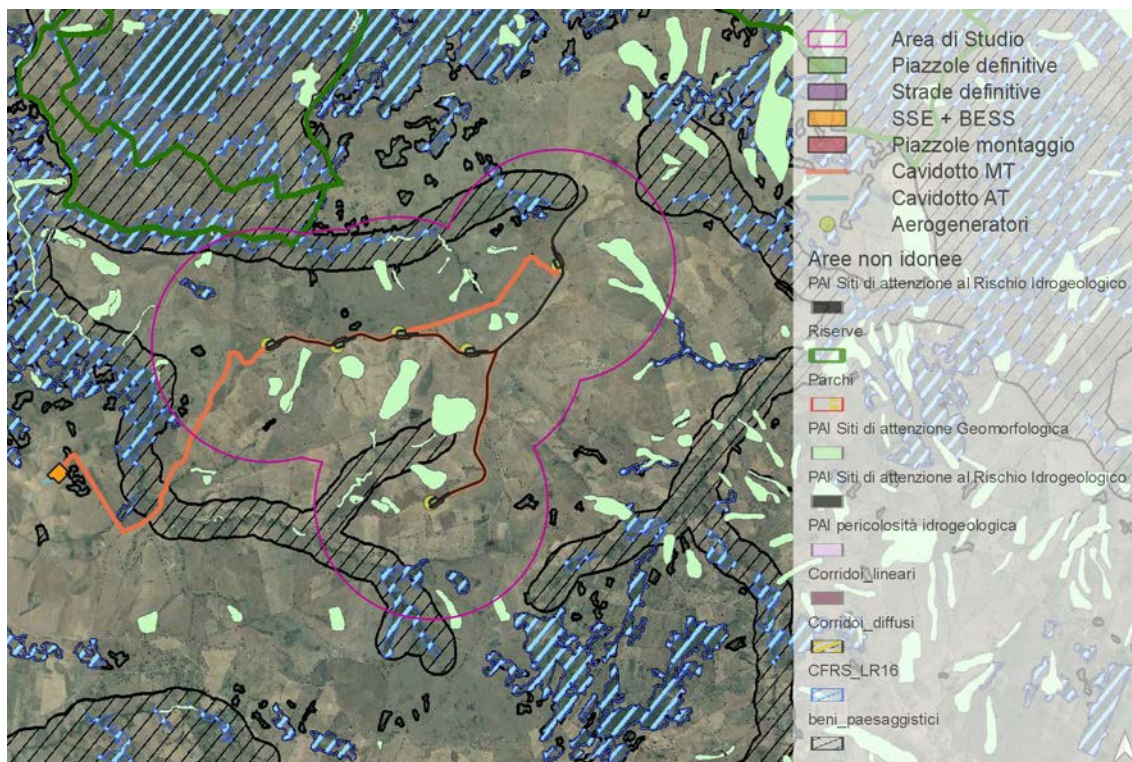 Area di Studio
Piazzole definitive
Strade definitive
SSE + BESS
Piazzole montaggio
Cavidotto MT
Cavidotto AT
Aerogeneratori
Aree non idonee
PAI Siti di attenzione al Rischio Idrogeologico
Riserve
Parchi
PAI Siti di attenzione Geomorfologica
PAI Siti di attenzione al Rischio Idrogeologico
PAI pericolosità idrogeologica
Corridoi_lineari
Corridoi_diffusi
CFRS_LR16
beni_paesaggistici